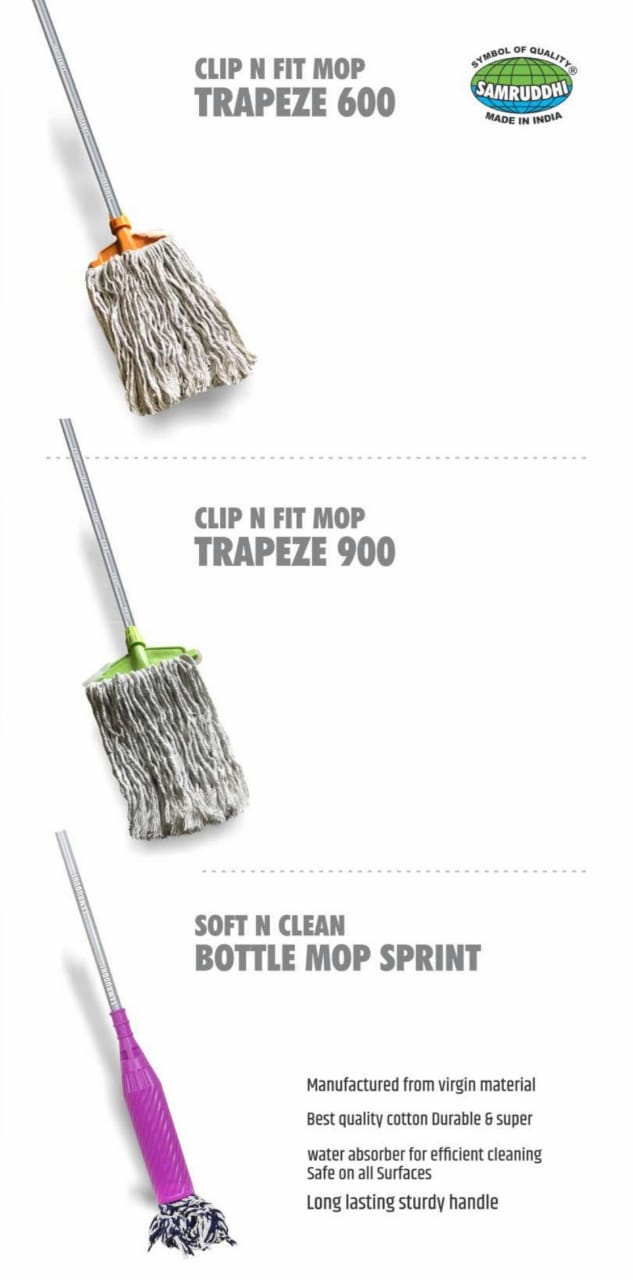 CLIP N FIT MOP
TRAPEZE 600
SYMBOL OF QUALITY
®
SAMRUDDHI
MADE IN INDIA
CLIP N FIT MOP
TRAPEZE 900
SOFT N CLEAN
BOTTLE MOP SPRINT
SAMRUDDHI
SAMRUDDHI
Manufactured from virgin material
Best quality cotton Durable & super
water absorber for efficient cleaning
Safe on all Surfaces
Long lasting sturdy handle